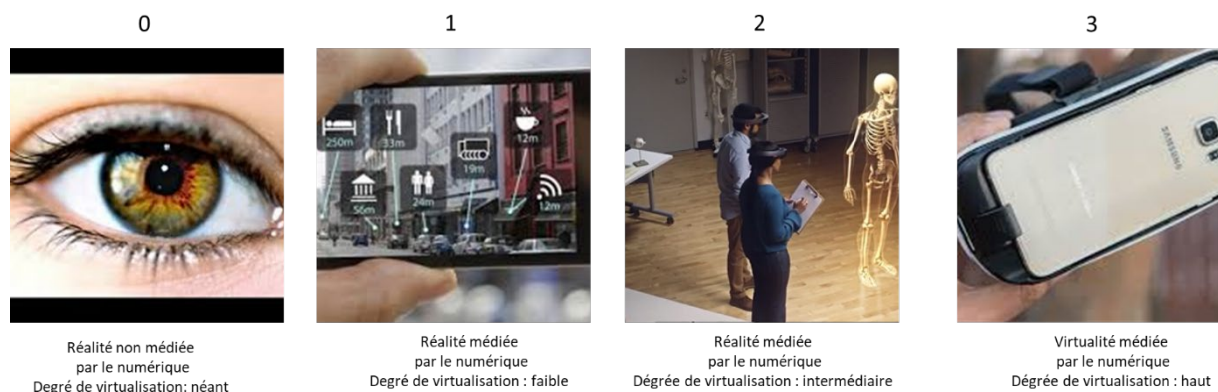 0
1
2
3
250m
33m
19m
12m
56m
24m
12m
SAMSUNG
Réalité non médiée
par le numérique
Degré de virtualisation: néant
Réalité médiée
par le numérique
Degré de virtualisation : faible
Réalité médiée
par le numérique
Dégrée de virtualisation : intermédiaire
Virtualité médiée
par le numérique
Dégrée de virtualisation : haut